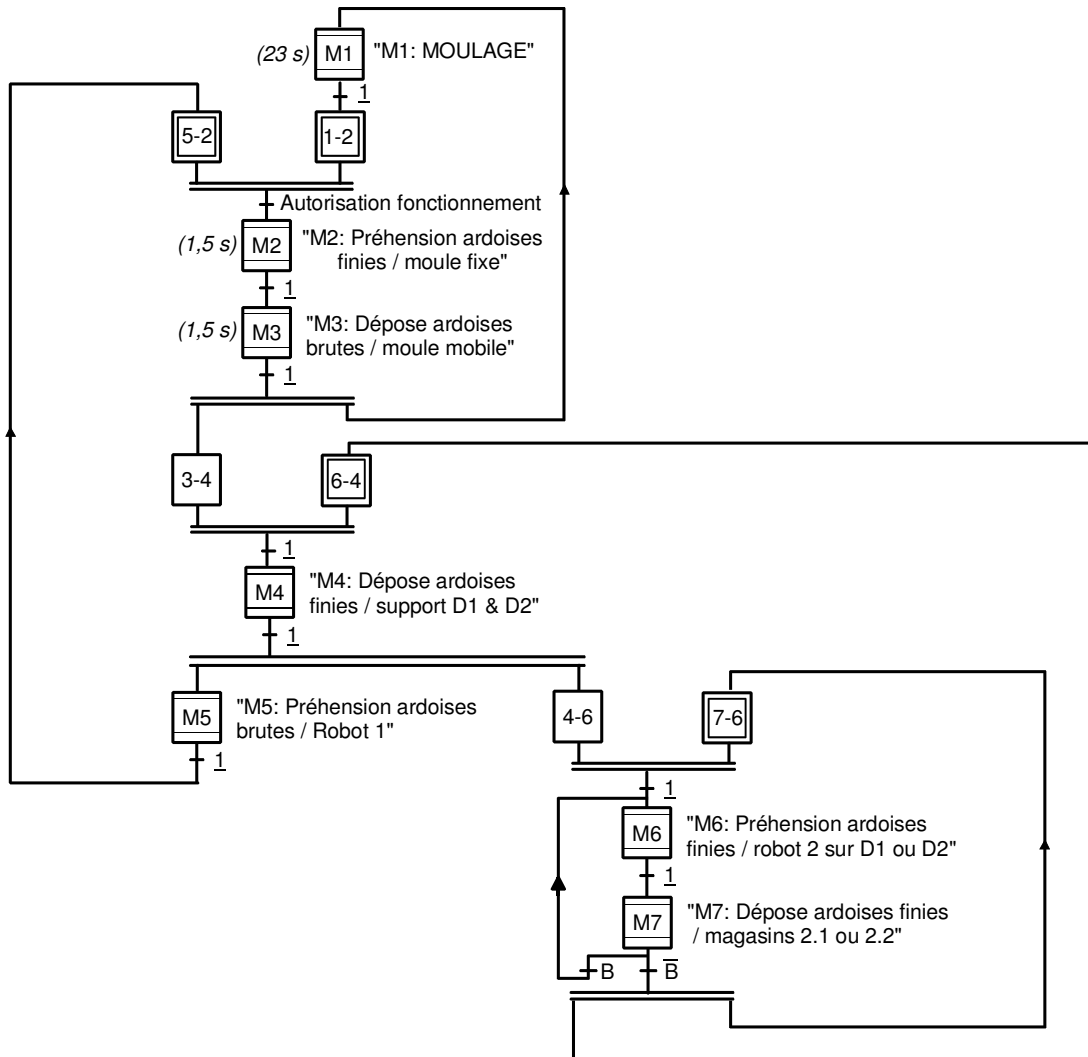 (23 s) M1 "M1: MOULAGE"
1
5-2 1-2
Autorisation fonctionnement
(1,5 s) M2 "M2: Préhension ardoises
finies / moule fixe"
1
(1,5 s) M3 "M3: Dépose ardoises
brutes / moule mobile"
1
3-4 6-4
1
M4 "M4: Dépose ardoises
finies / support D1 & D2"
1
M5 "M5: Préhension ardoises
brutes / Robot 1"
1
4-6 7-6
1
M6 "M6: Préhension ardoises
finies / robot 2 sur D1 ou D2"
1
M7 "M7: Dépose ardoises finies
/ magasins 2.1 ou 2.2"
B B̅